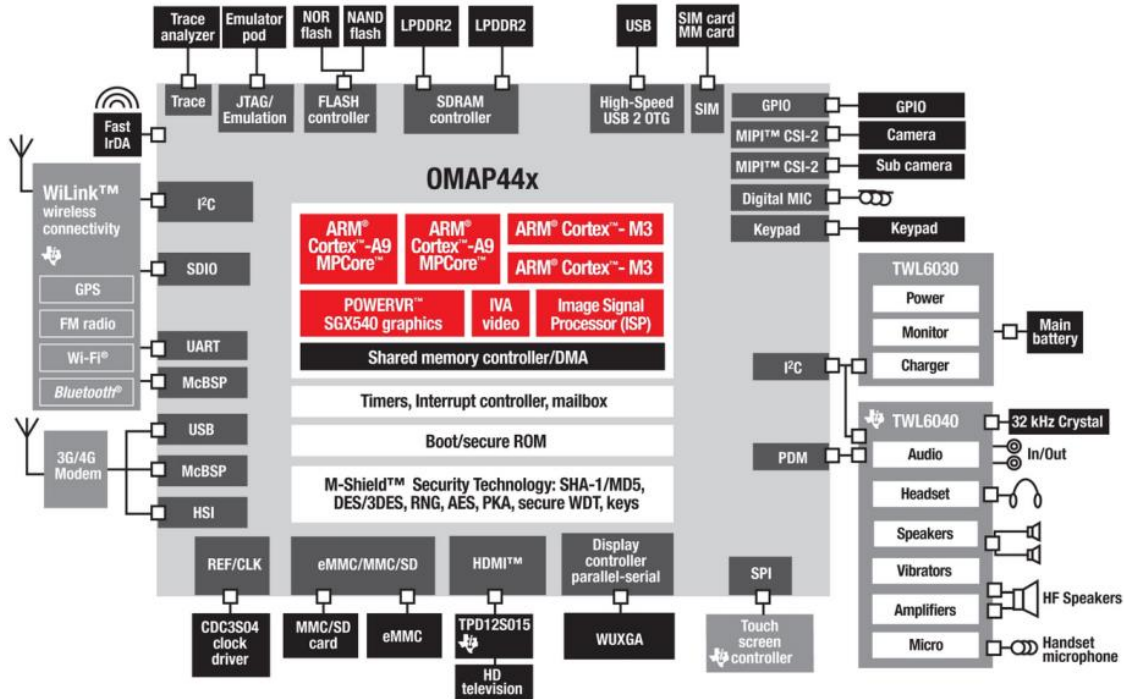 Trace
analyzer
Emulator
pod
NOR
flash
NAND
flash
LPDDR2
LPDDR2
USB
SIM card
MM card
Trace
JTAG/
Emulation
FLASH
controller
SDRAM
controller
High-Speed
USB 2 OTG
SIM
GPIO
GPIO
MIPI™ CSI-2
Camera
MIPI™ CSI-2
Sub camera
Digital MIC
Keypad
Keypad
Fast
IrDA
WiLink™
wireless
connectivity
GPS
FM radio
Wi-Fi®
Bluetooth®
3G/4G
Modem
I²C
SDIO
UART
McBSP
USB
McBSP
HSI
OMAP44x
ARM®
Cortex™-A9
MPCore™
ARM®
Cortex™-A9
MPCore™
ARM® Cortex™- M3
ARM® Cortex™- M3
POWERVR™
SGX540 graphics
IVA
video
Image Signal
Processor (ISP)
Shared memory controller/DMA
Timers, Interrupt controller, mailbox
Boot/secure ROM
M-Shield™ Security Technology: SHA-1/MD5,
DES/3DES, RNG, AES, PKA, secure WDT, keys
I²C
PDM
TWL6030
Power
Monitor
Charger
Main
battery
TWL6040
32 kHz Crystal
Audio
In/Out
Headset
Speakers
Vibrators
Amplifiers
HF Speakers
Micro
Handset
microphone
REF/CLK
eMMC/MMC/SD
HDMI™
Display
controller
parallel-serial
SPI
CDC3S04
clock
driver
MMC/SD
card
eMMC
TPD12S015
HD
television
WUXGA
Touch
screen
controller